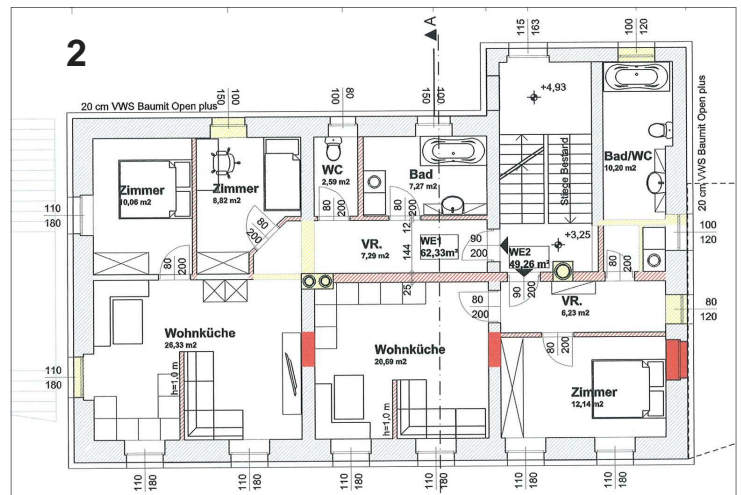 2
A
115
163
100
120
20 cm VWS Baumit Open plus
150
100
80
100
150
100
+4,93
Stiege Bestand
20 cm VWS Baumit Open plus
WC
2,59 m2
Bad
7,27 m2
Bad/WC
10,20 m2
Zimmer
10,06 m2
Zimmer
8,82 m2
110
180
80
200
80
200
80
200
12
144
25
VR.
7,29 m2
WE1
62,33m²
90
200
+3,25
WE2
49,26 m²
100
120
80
200
80
200
90
200
80
200
VR.
6,23 m2
80
120
Wohnküche
26,33 m2
Wohnküche
20,69 m2
80
200
110
180
h=1,0 m
h=1,0 m
Zimmer
12,14 m2
110
180
110
180
110
180
110
180
110
180
110
180